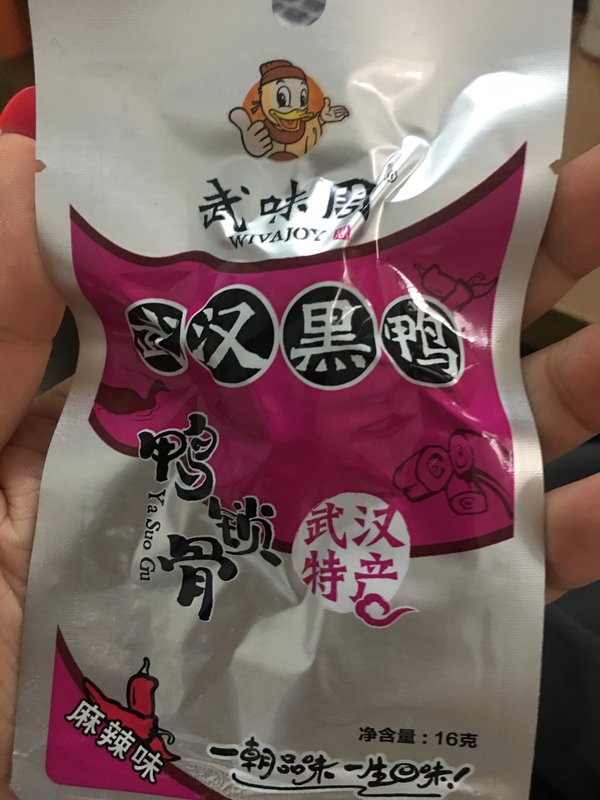 武味阁®
WIVAJOY
武汉黑鸭
鸭锁骨
Ya Suo Gu
武汉
特产
麻辣味
净含量：16克
一朝品味 一生回味！